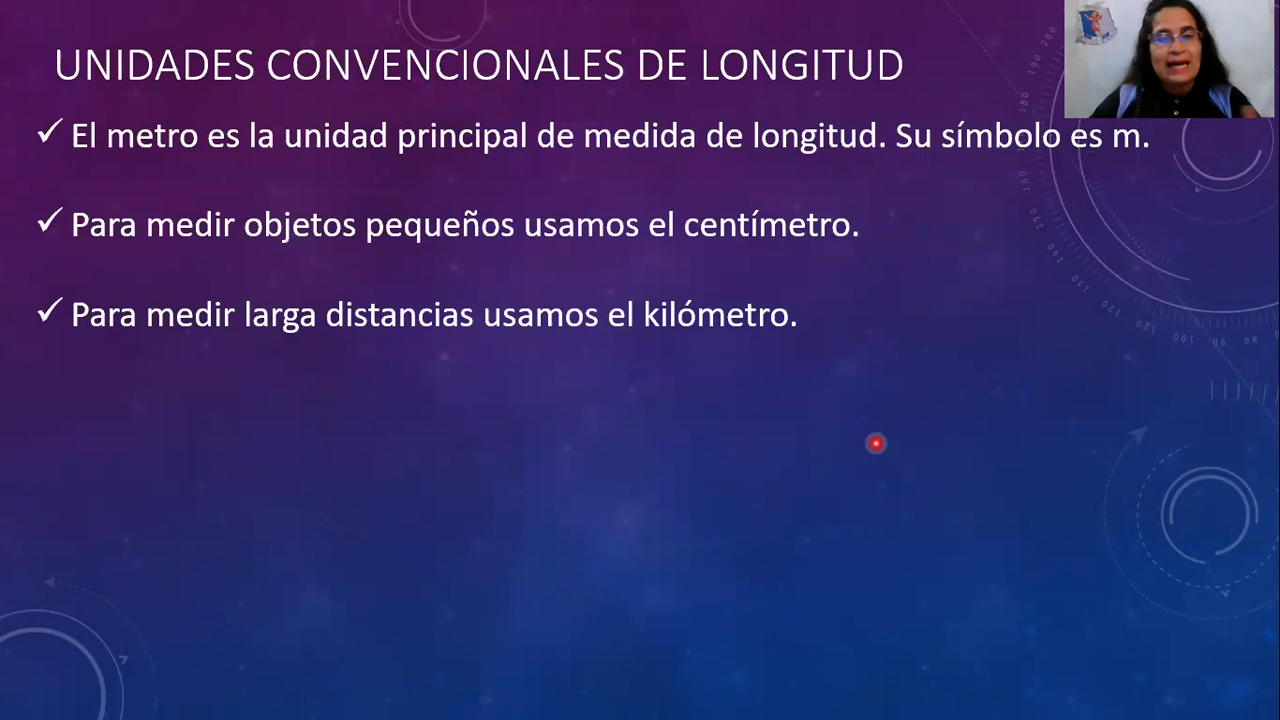 UNIDADES CONVENCIONALES DE LONGITUD
✓ El metro es la unidad principal de medida de longitud. Su símbolo es m.
✓ Para medir objetos pequeños usamos el centímetro.
✓ Para medir larga distancias usamos el kilómetro.